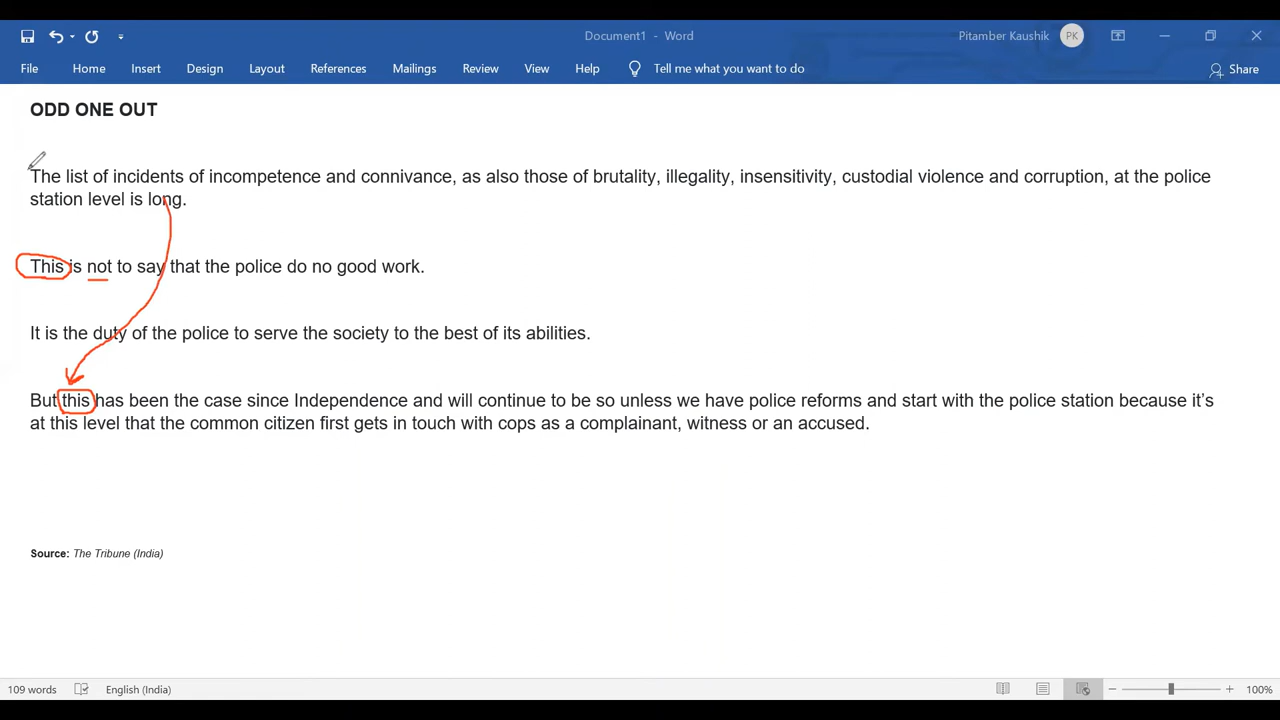 Document1 - Word
Pitamber Kaushik PK
File Home Insert Design Layout References Mailings Review View Help Tell me what you want to do Share
ODD ONE OUT
The list of incidents of incompetence and connivance, as also those of brutality, illegality, insensitivity, custodial violence and corruption, at the police
station level is long.
This is not to say that the police do no good work.
It is the duty of the police to serve the society to the best of its abilities.
But this has been the case since Independence and will continue to be so unless we have police reforms and start with the police station because it's
at this level that the common citizen first gets in touch with cops as a complainant, witness or an accused.
Source: The Tribune (India)
109 words English (India) 100%